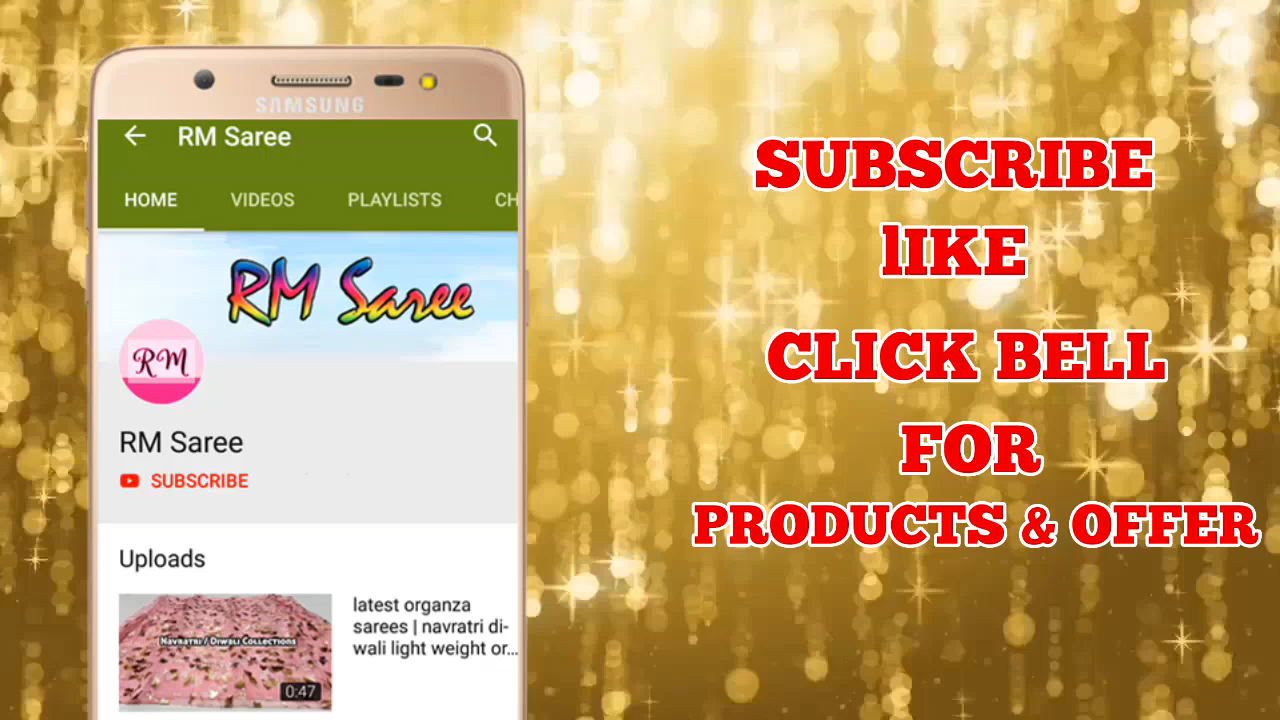 SAMSUNG
RM Saree
HOME VIDEOS PLAYLISTS CH
RM Saree
RM
RM Saree
SUBSCRIBE
Uploads
Navratri / Diwali Collections
0:47
latest organza
sarees | navratri di-
wali light weight or...
SUBSCRIBE
lIKE
CLICK BELL
FOR
PRODUCTS & OFFER